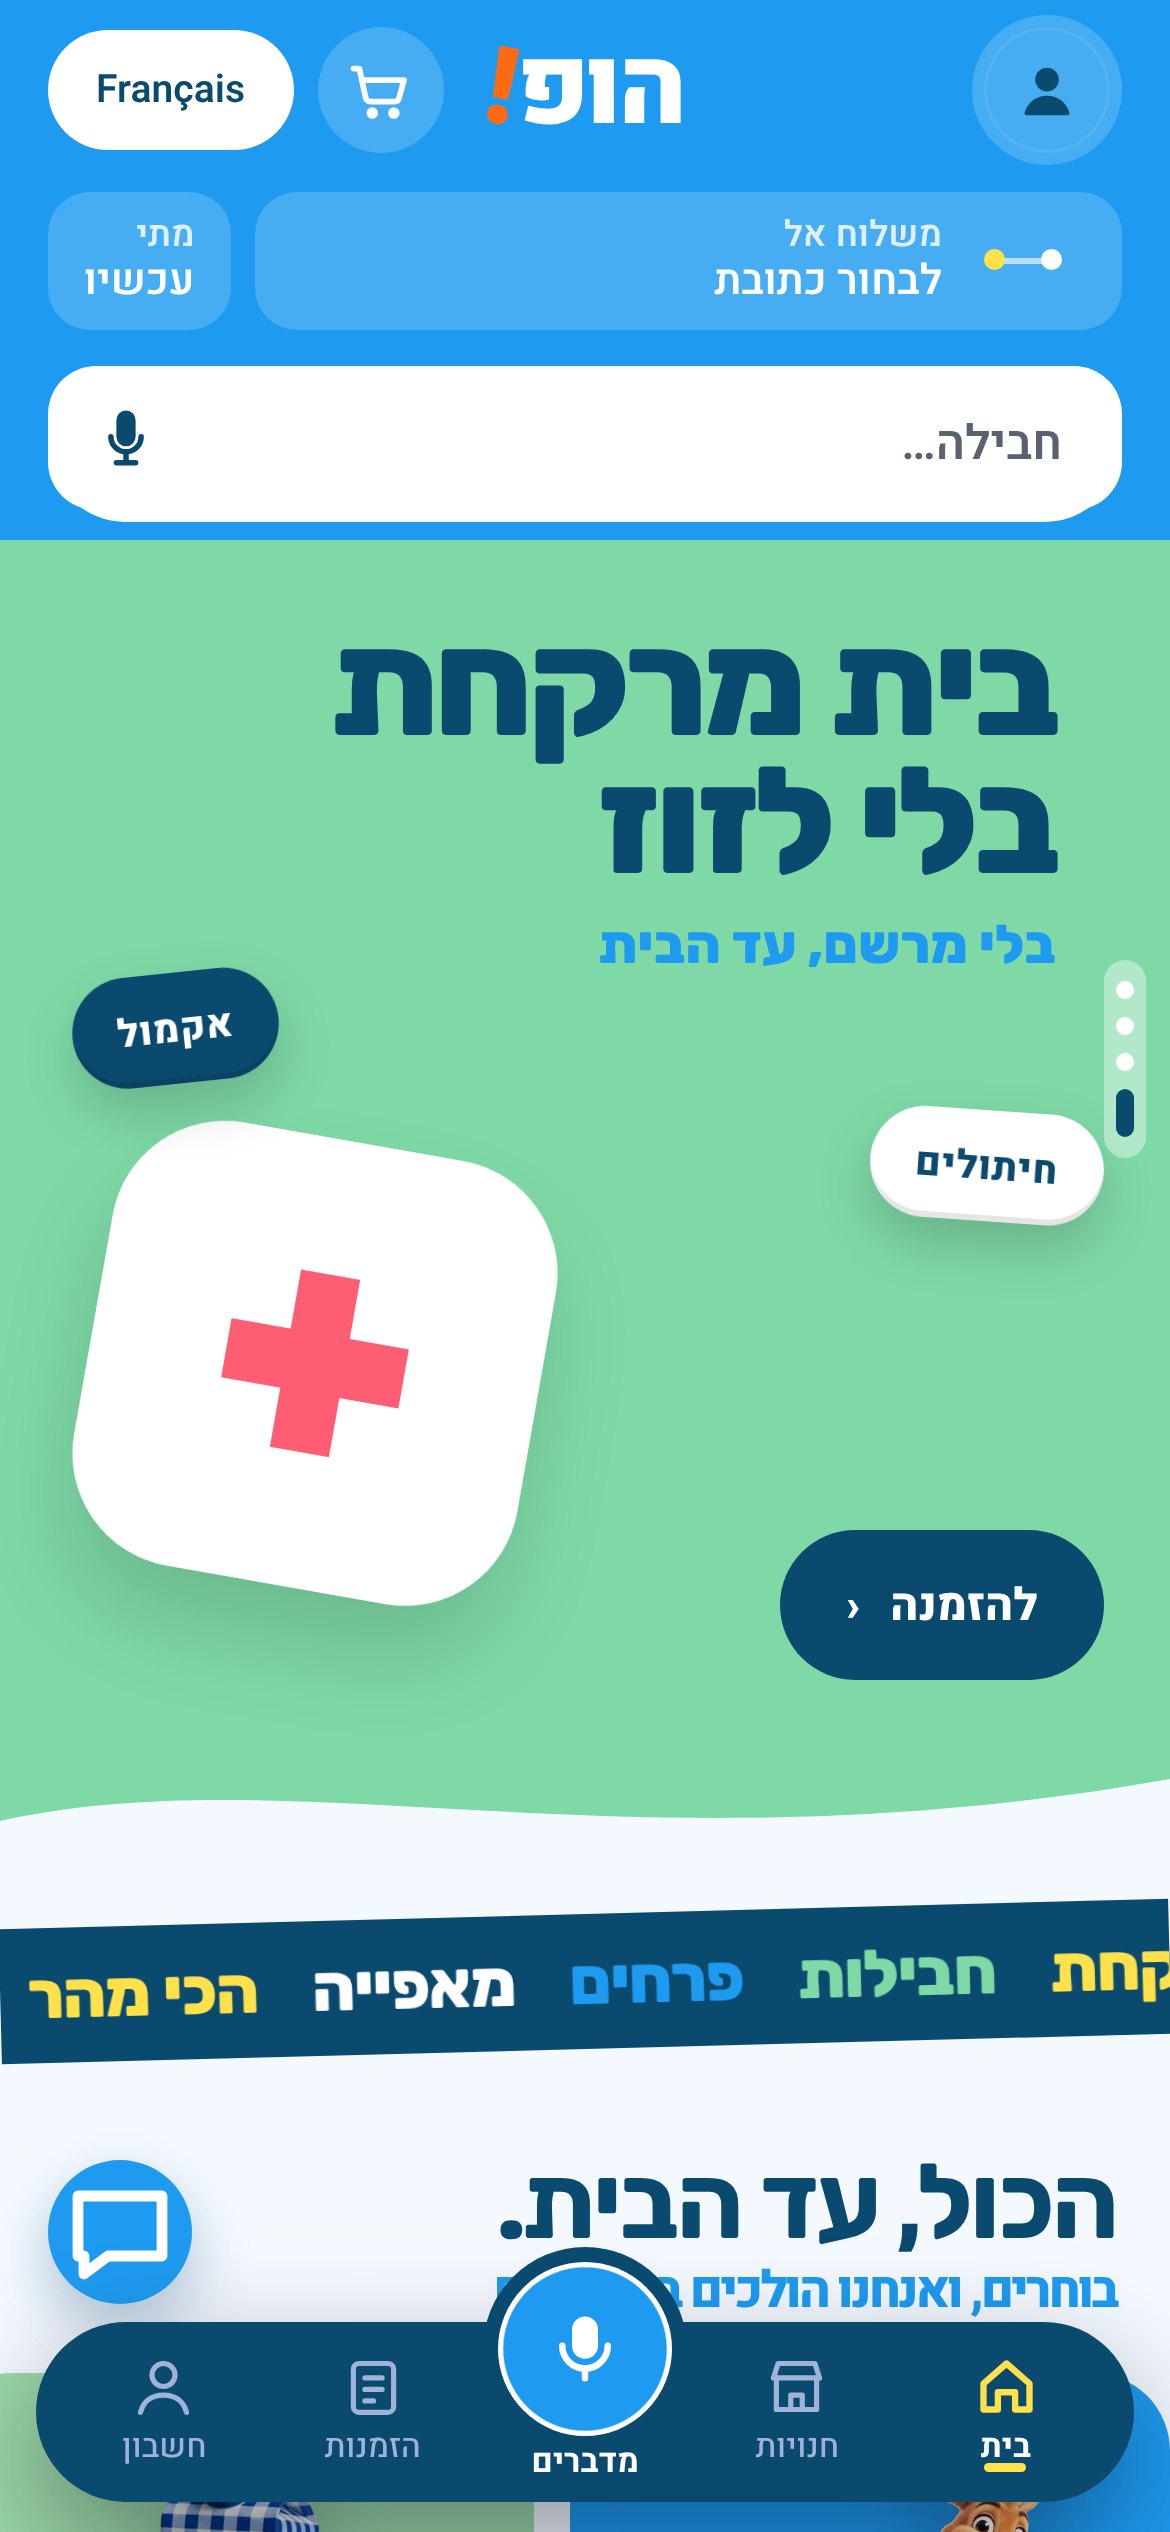 הופ!
Français
משלוח אל
לבחור כתובת
מתי
עכשיו
חבילה...
בית מרקחת
בלי לזוז
בלי מרשם, עד הבית
אקמול
חיתולים
להזמנה ›
חבילות פרחים מאפייה הכי מהר
הכול, עד הבית.
בוחרים, ואנחנו הולכים
בית
חנויות
מדברים
הזמנות
חשבון